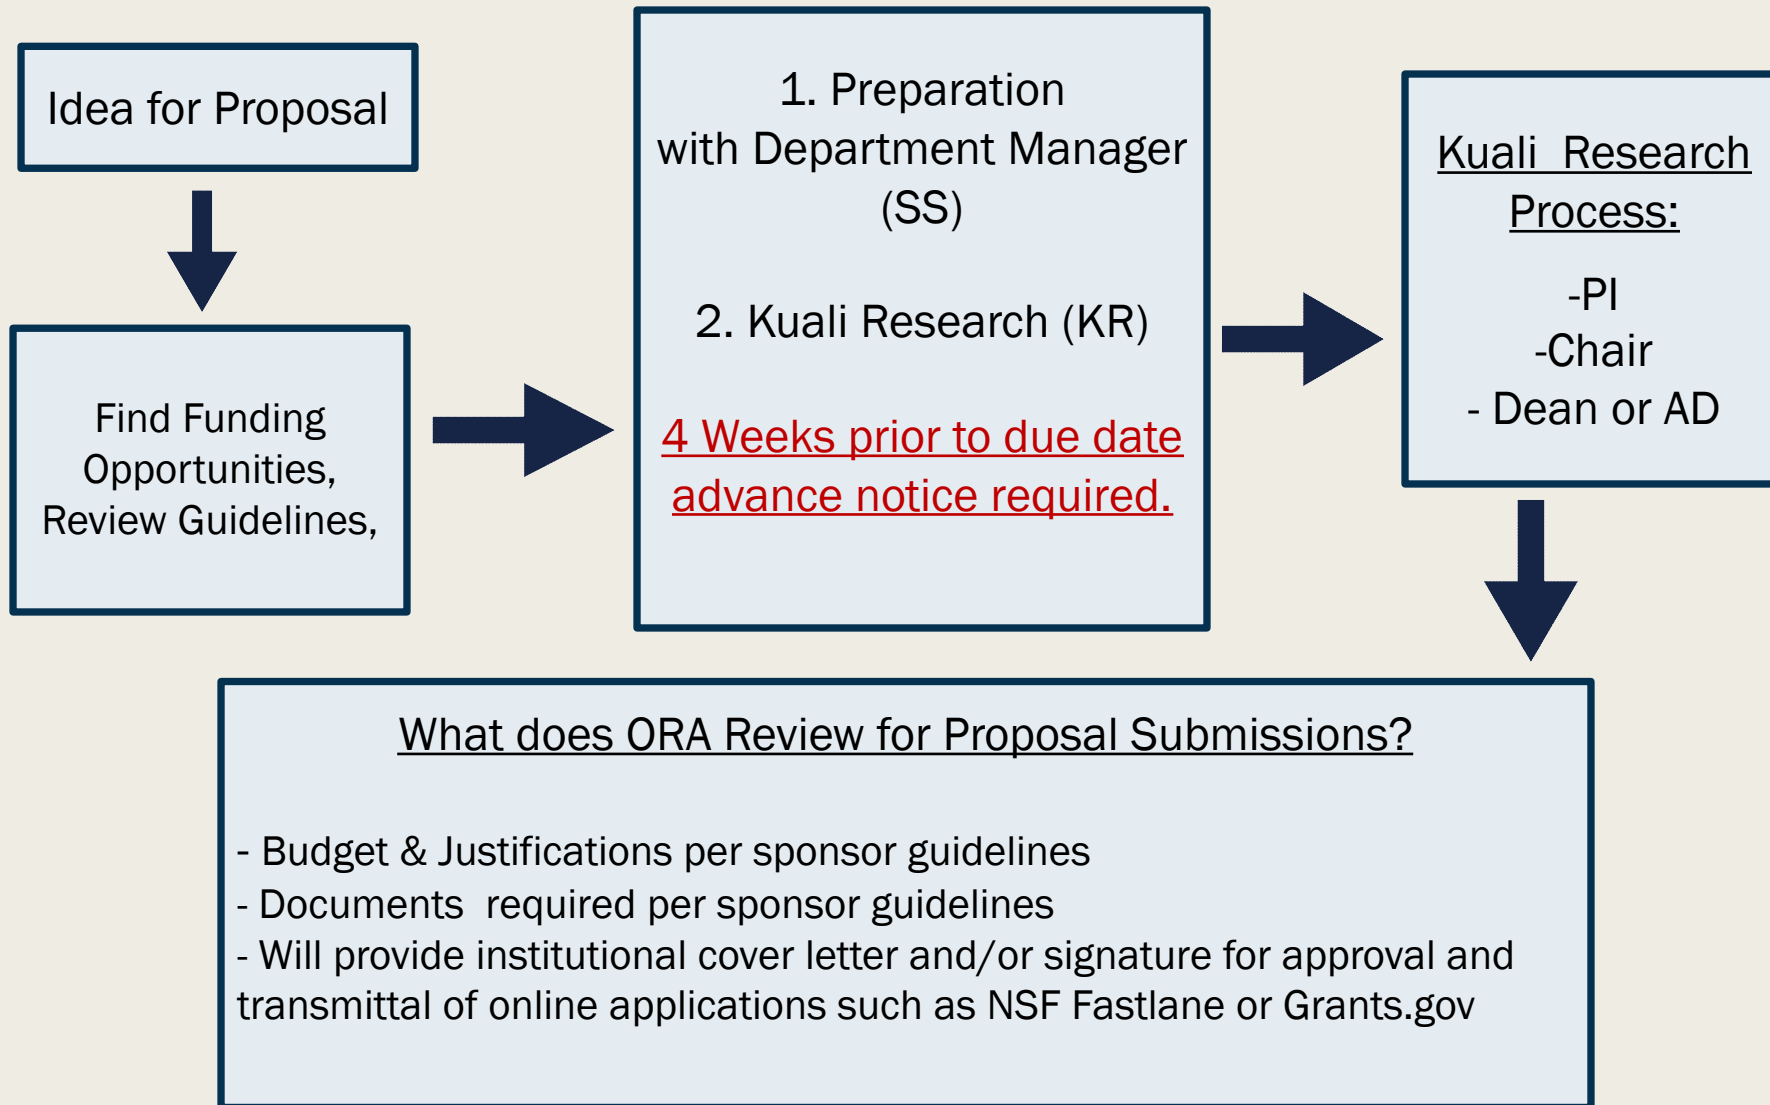 Idea for Proposal
Find Funding
Opportunities,
Review Guidelines,
1. Preparation
with Department Manager
(SS)
2. Kuali Research (KR)
4 Weeks prior to due date
advance notice required.
Kuali  Research
Process:
-PI
-Chair
- Dean or AD
What does ORA Review for Proposal Submissions?
- Budget & Justifications per sponsor guidelines
- Documents  required per sponsor guidelines
- Will provide institutional cover letter and/or signature for approval and
transmittal of online applications such as NSF Fastlane or Grants.gov